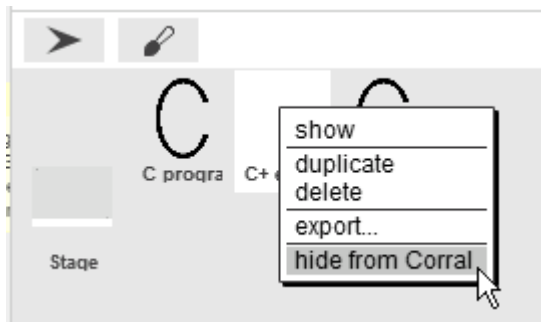 C progra
C+ e
show
duplicate
delete
export...
hide from Corral
Stage